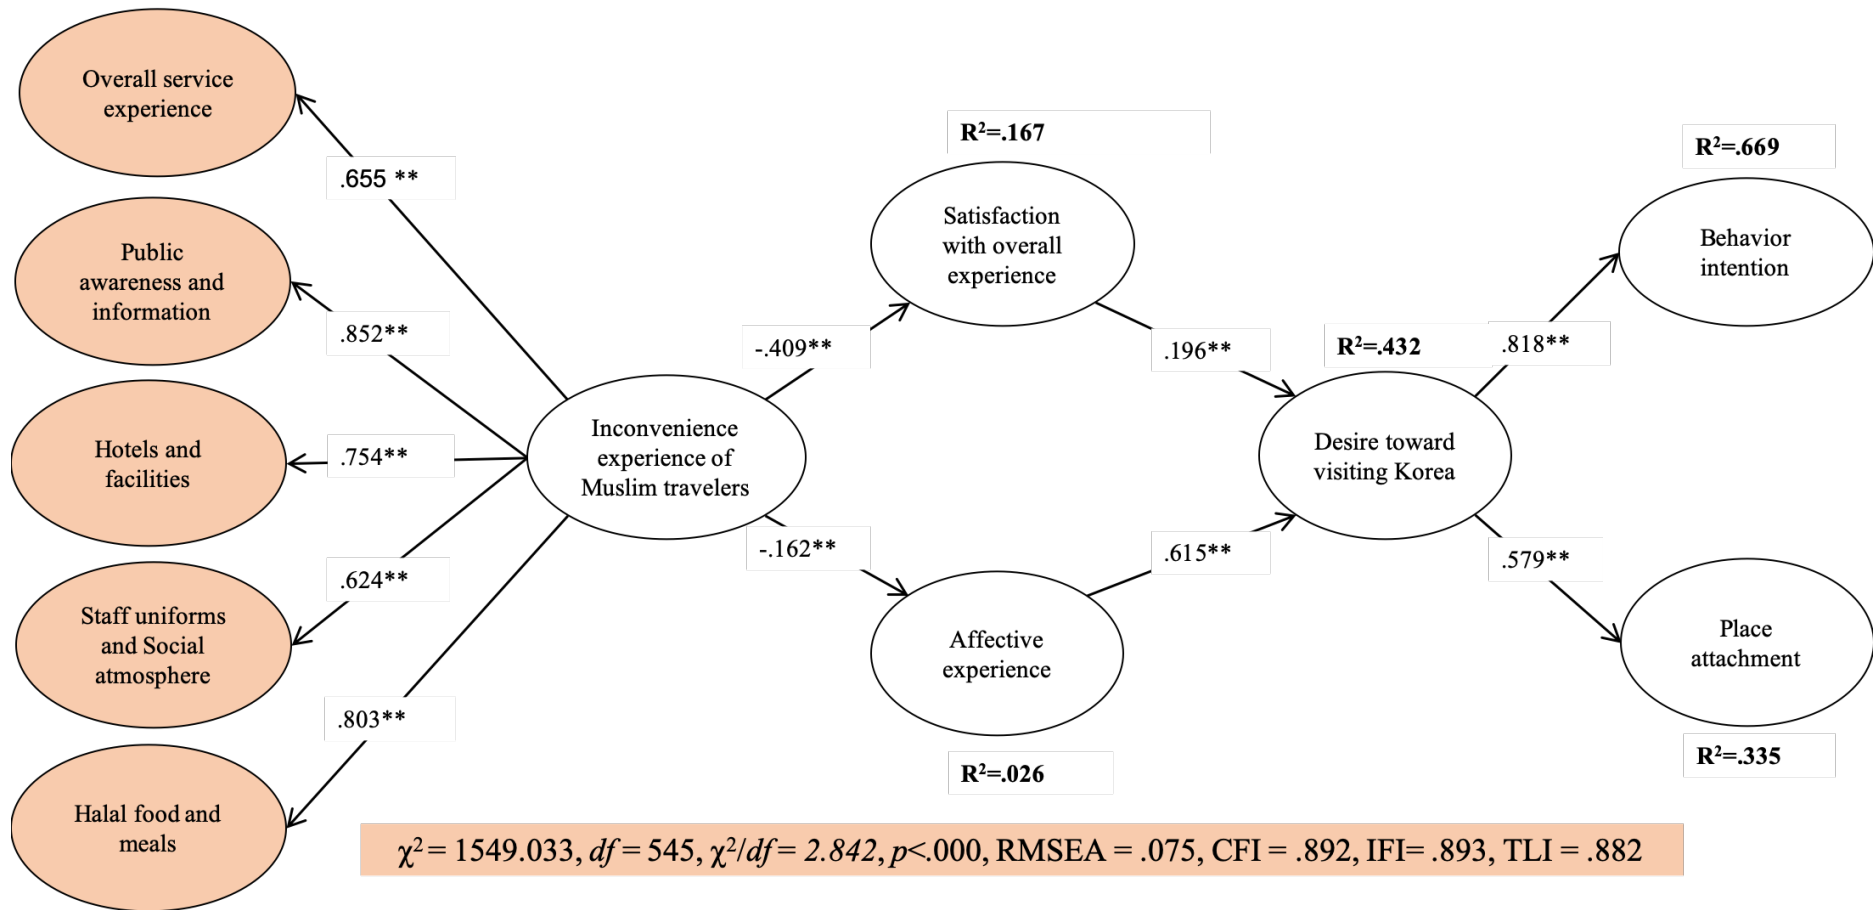 Overall service
experience
.655 **
Public
awareness and
information
.852**
Hotels and
facilities
.754**
Staff uniforms
and Social
atmosphere
.624**
Halal food and
meals
.803**
Inconvenience
experience of
Muslim travelers
-.409**
-.162**
R²=.167
Satisfaction
with overall
experience
.196**
Affective
experience
R²=.026
.615**
R²=.432
Desire toward
visiting Korea
.818**
.579**
R²=.669
Behavior
intention
Place
attachment
R²=.335
χ² = 1549.033, df = 545, χ²/df = 2.842, p<.000, RMSEA = .075, CFI = .892, IFI= .893, TLI = .882